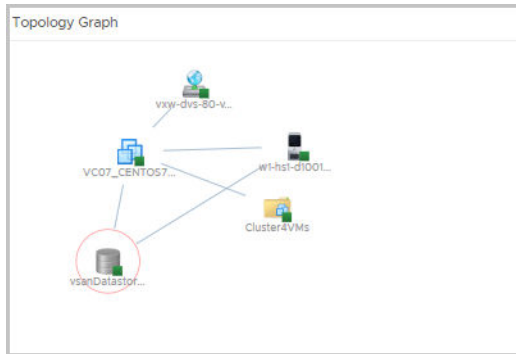 Topology Graph
vxw-dvs-80-v...
VC07_CENTOS7...
w1-hs1-d1001...
Cluster4VMs
vsanDatastor...